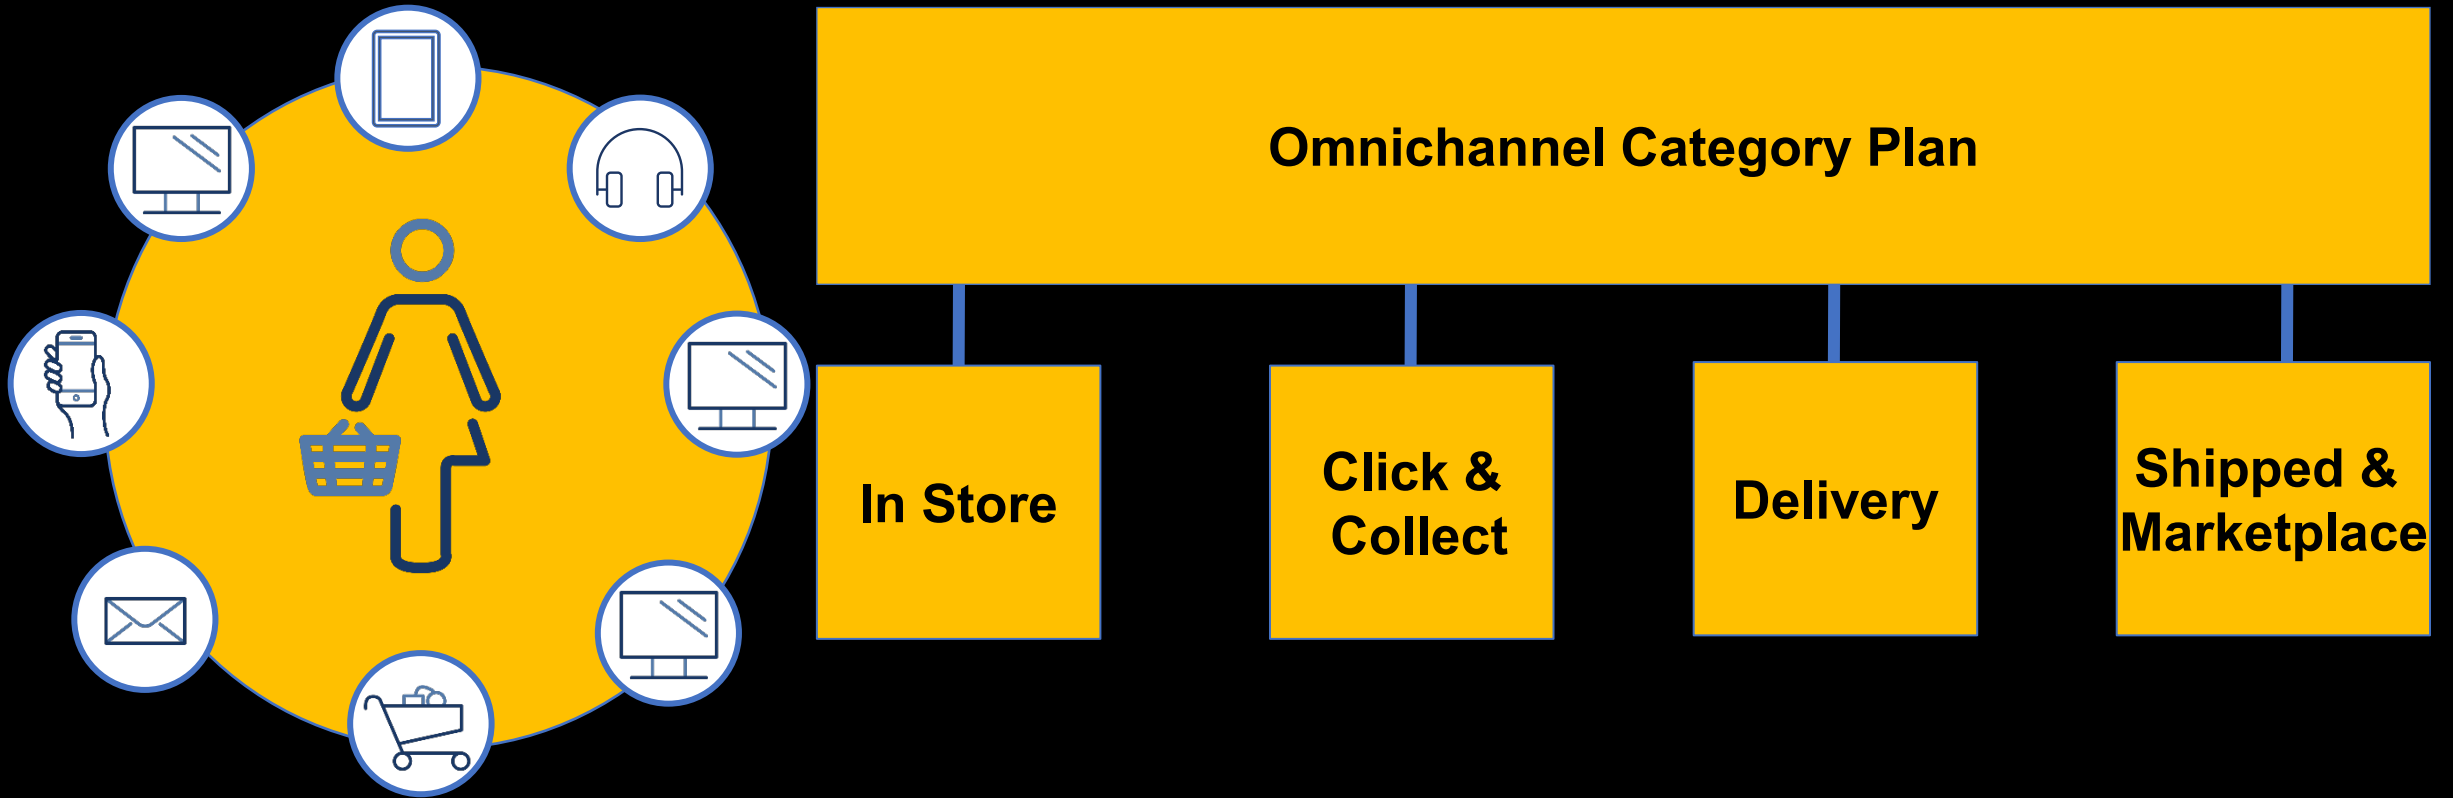 Omnichannel Category Plan
In Store
Click &
Collect
Delivery
Shipped &
Marketplace